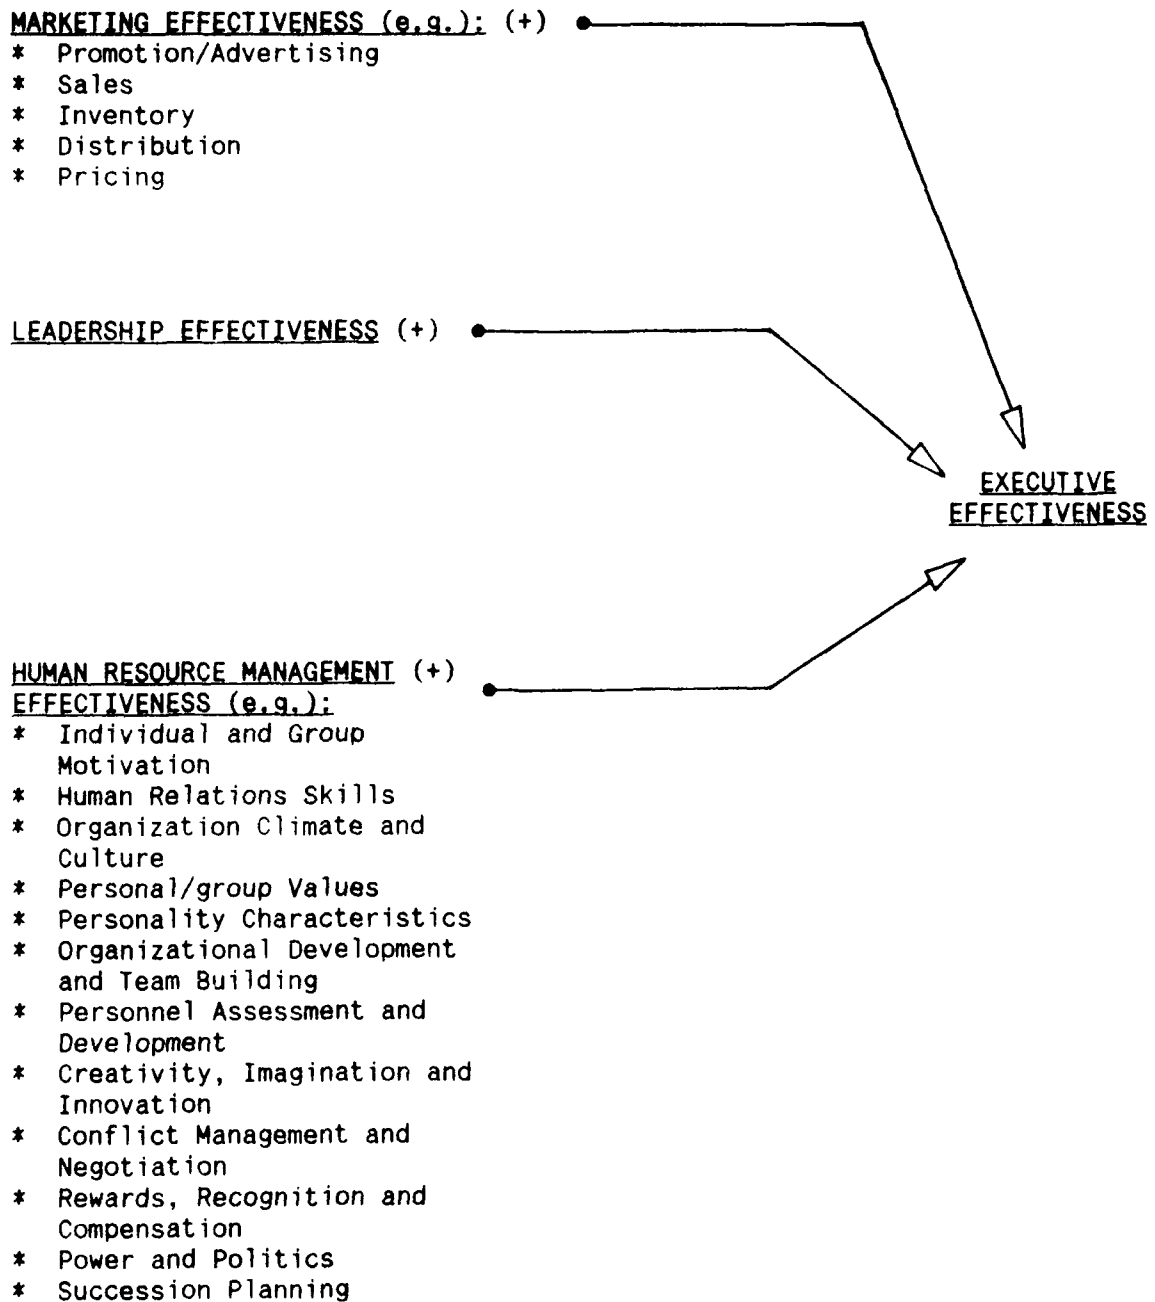 MARKETING EFFECTIVENESS (e.g.): (+)
* Promotion/Advertising
* Sales
* Inventory
* Distribution
* Pricing
LEADERSHIP EFFECTIVENESS (+)
EXECUTIVE
EFFECTIVENESS
HUMAN RESOURCE MANAGEMENT (+)
EFFECTIVENESS (e.g.):
* Individual and Group
Motivation
* Human Relations Skills
* Organization Climate and
Culture
* Personal/group Values
* Personality Characteristics
* Organizational Development
and Team Building
* Personnel Assessment and
Development
* Creativity, Imagination and
Innovation
* Conflict Management and
Negotiation
* Rewards, Recognition and
Compensation
* Power and Politics
* Succession Planning